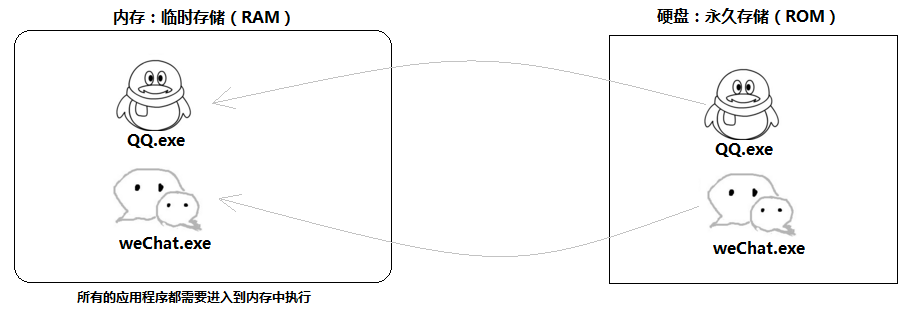 内存：临时存储（RAM）
硬盘：永久存储（ROM）
QQ.exe
QQ.exe
weChat.exe
weChat.exe
所有的应用程序都需要进入到内存中执行